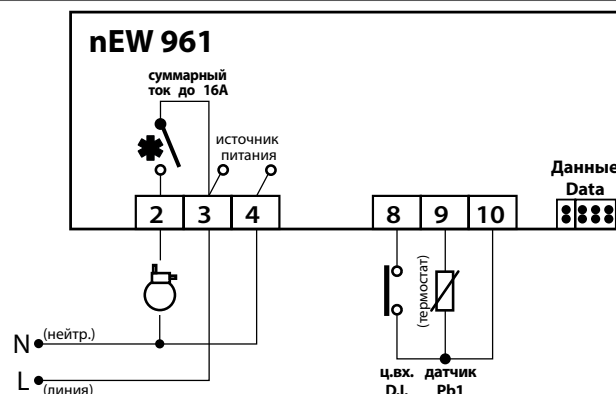 nEW 961
суммарный
ток до 16А
источник
питания
Данные
Data
2 3 4
8 9 10
(термостат)
N (нейтр.)
L (линия)
ц.вх. датчик
D.I. Pb1